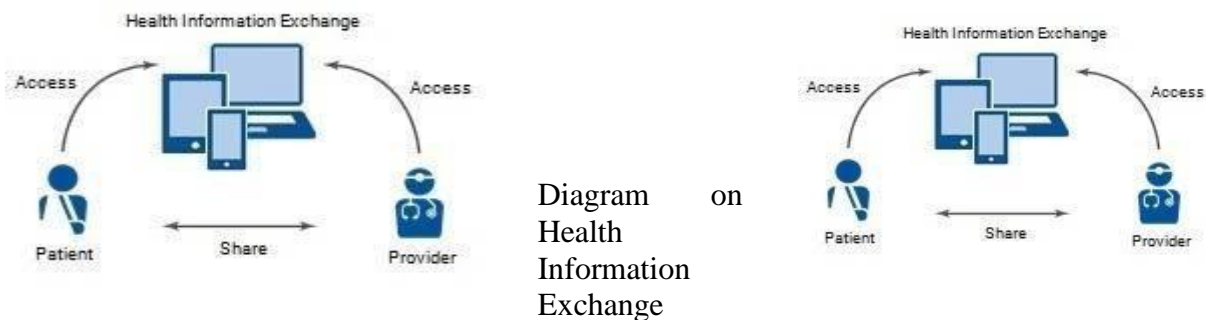 Health Information Exchange
Access
Access
Patient
Share
Provider
Diagram on
Health
Information
Exchange
Health Information Exchange
Access
Access
Patient
Share
Provider